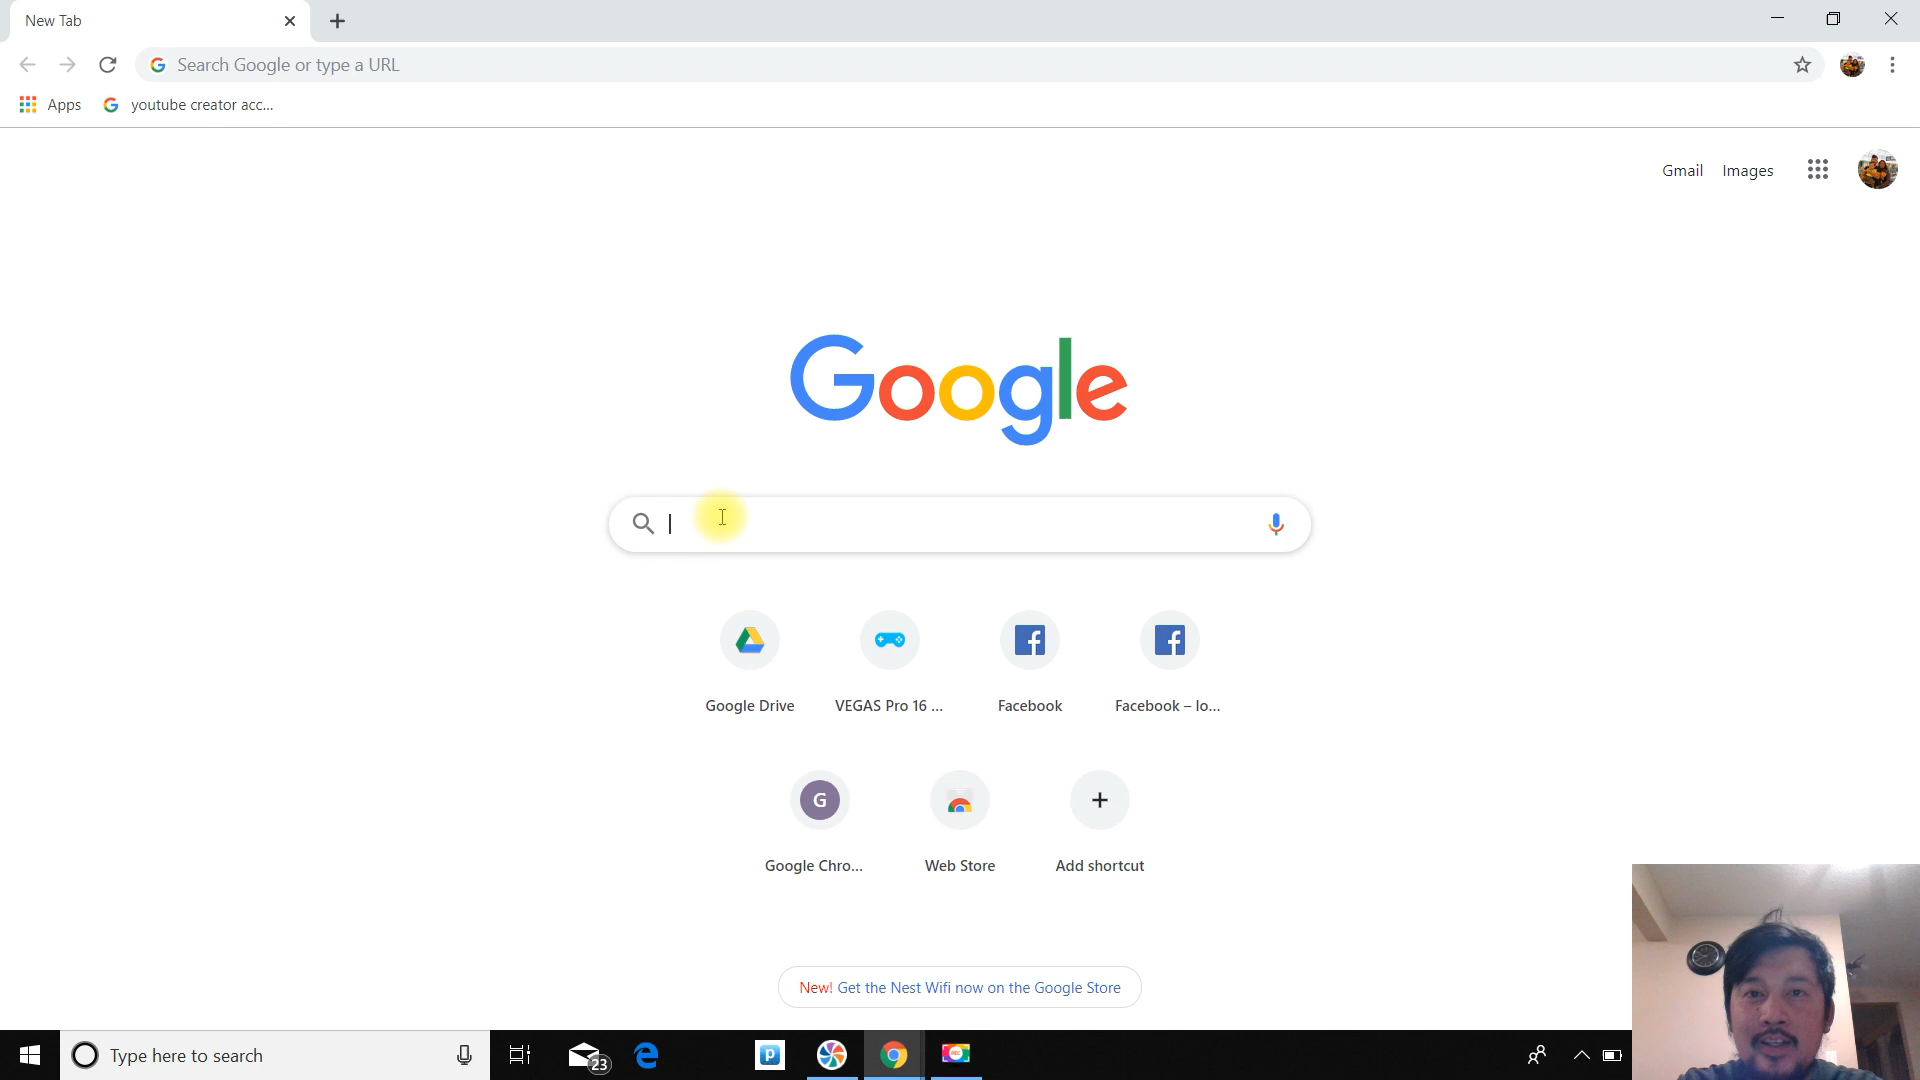 New Tab
Search Google or type a URL
Apps youtube creator acc...
Gmail Images
Google
Google Drive VEGAS Pro 16 ... Facebook Facebook – lo...
G
Google Chro... Web Store Add shortcut
New! Get the Nest Wifi now on the Google Store
Type here to search 23 p REC